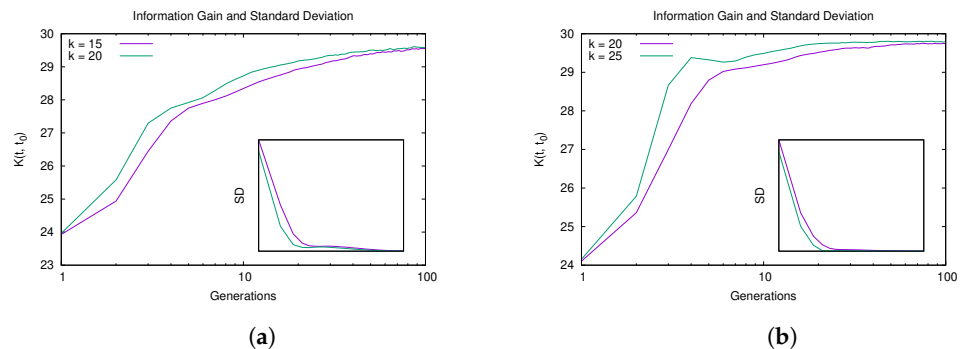 Information Gain and Standard Deviation
30
29
28
27
26
25
24
23
K(t, t0)
k = 15
k = 20
SD
1
10
100
Generations
(a)
Information Gain and Standard Deviation
30
29
28
27
26
25
24
K(t, t0)
k = 20
k = 25
SD
1
10
100
Generations
(b)